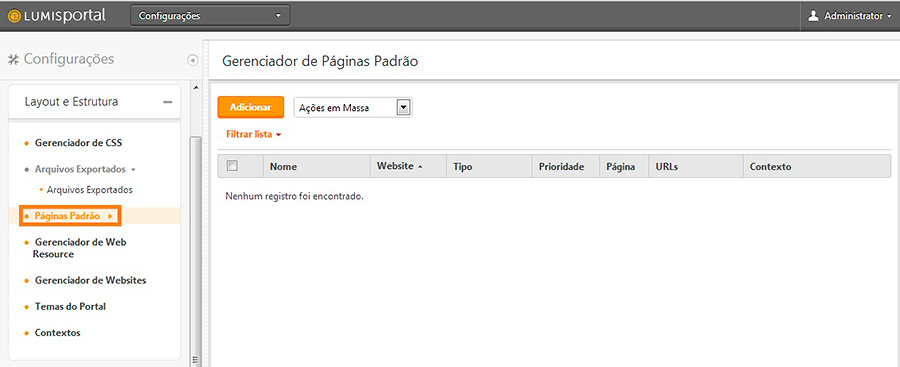 LUMISportal
Configurações
Administrator
Configurações
Gerenciador de Páginas Padrão
Layout e Estrutura
Adicionar
Ações em Massa
Filtrar lista
Gerenciador de CSS
Arquivos Exportados
Arquivos Exportados
Páginas Padrão
Gerenciador de Web
Resource
Gerenciador de Websites
Temas do Portal
Contextos
Nome Website Tipo Prioridade Página URLs Contexto
Nenhum registro foi encontrado.